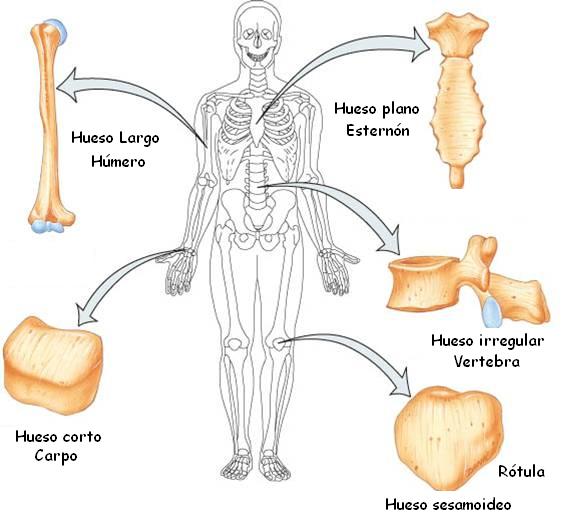 Hueso plano
Esternón
Hueso Largo
Húmero
Hueso irregular
Vertebra
Hueso corto
Carpo
Rótula
Hueso sesamoideo